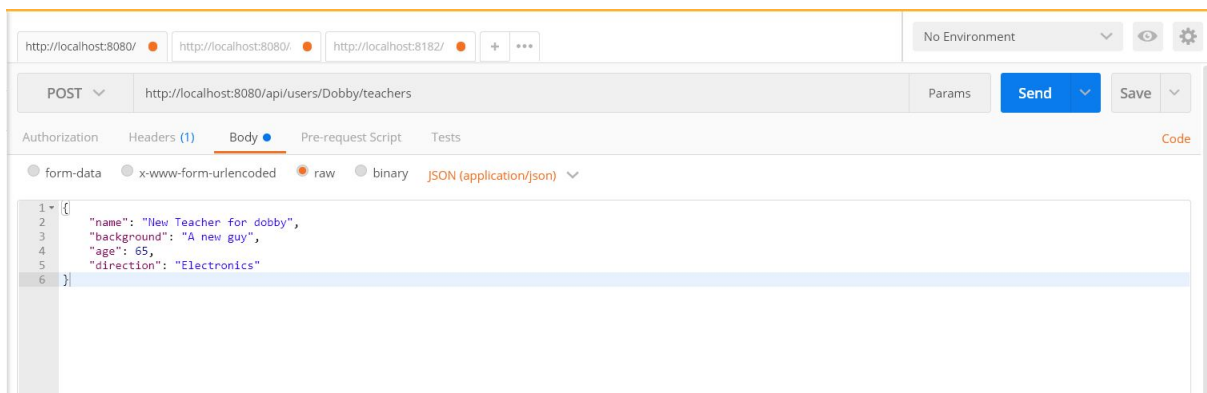 http://localhost:8080/ http://localhost:8080/. http://localhost:8182/ + ••• No Environment
POST http://localhost:8080/api/users/Dobby/teachers Params Send Save
Authorization Headers (1) Body Pre-request Script Tests Code
form-data x-www-form-urlencoded raw binary JSON (application/json)
1 {
2 "name": "New Teacher for dobby",
3 "background": "A new guy",
4 "age": 65,
5 "direction": "Electronics"
6 }